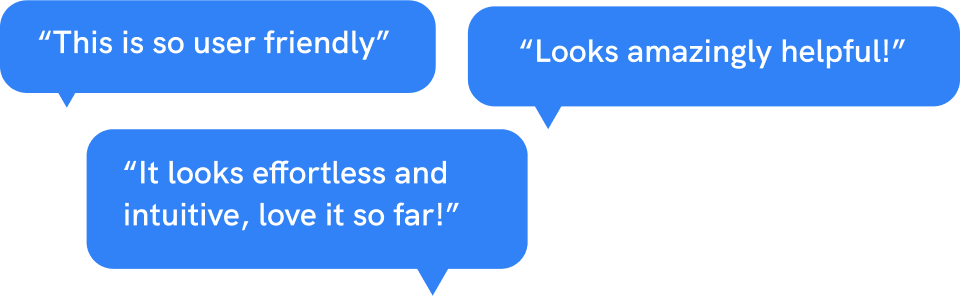 “This is so user friendly”
“Looks amazingly helpful!”
“It looks effortless and
intuitive, love it so far!”